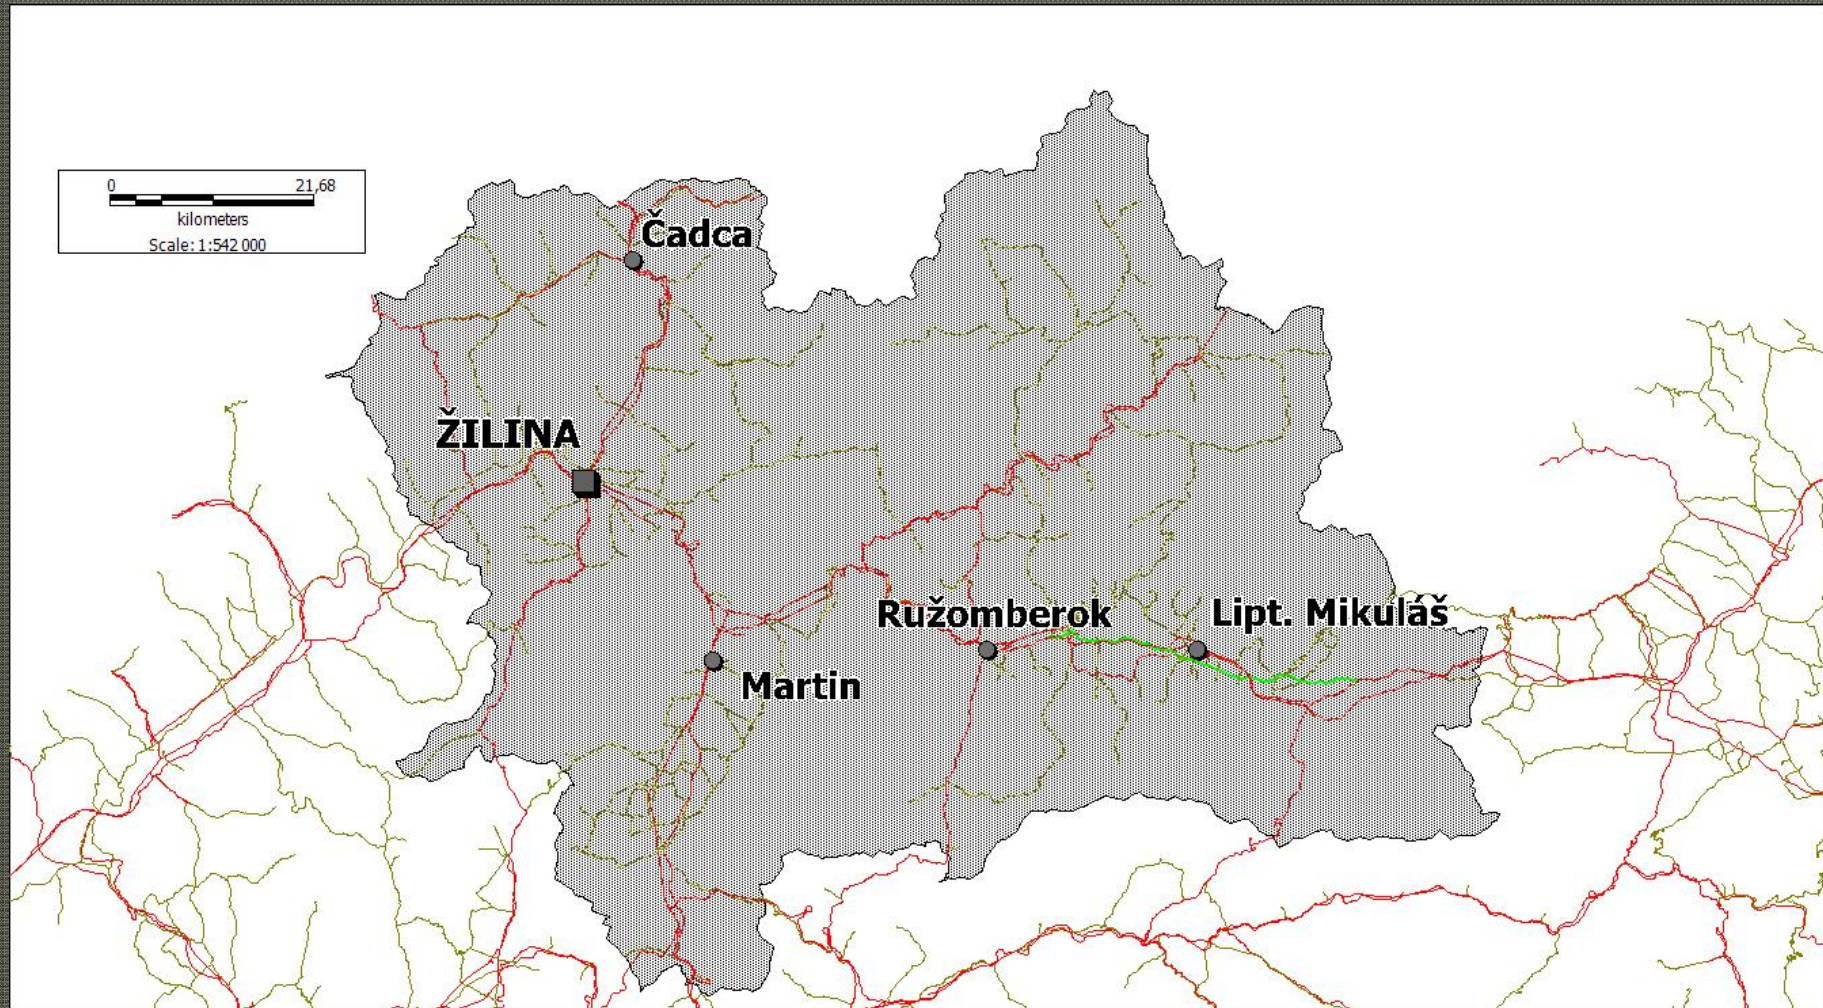 0 21,68
kilometers
Scale: 1:542 000
Čadca
ŽILINA
Ružomberok
Lipt. Mikuláš
Martin